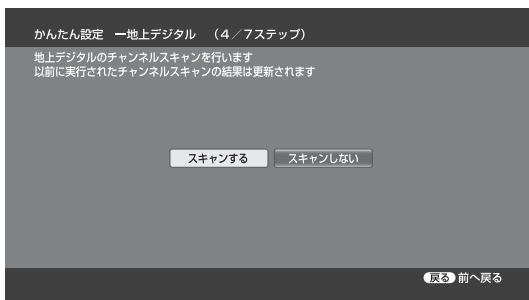 かんたん設定 ー地上デジタル （4／7ステップ）
地上デジタルのチャンネルスキャンを行います
以前に実行されたチャンネルスキャンの結果は更新されます
スキャンする スキャンしない
戻る 前へ戻る